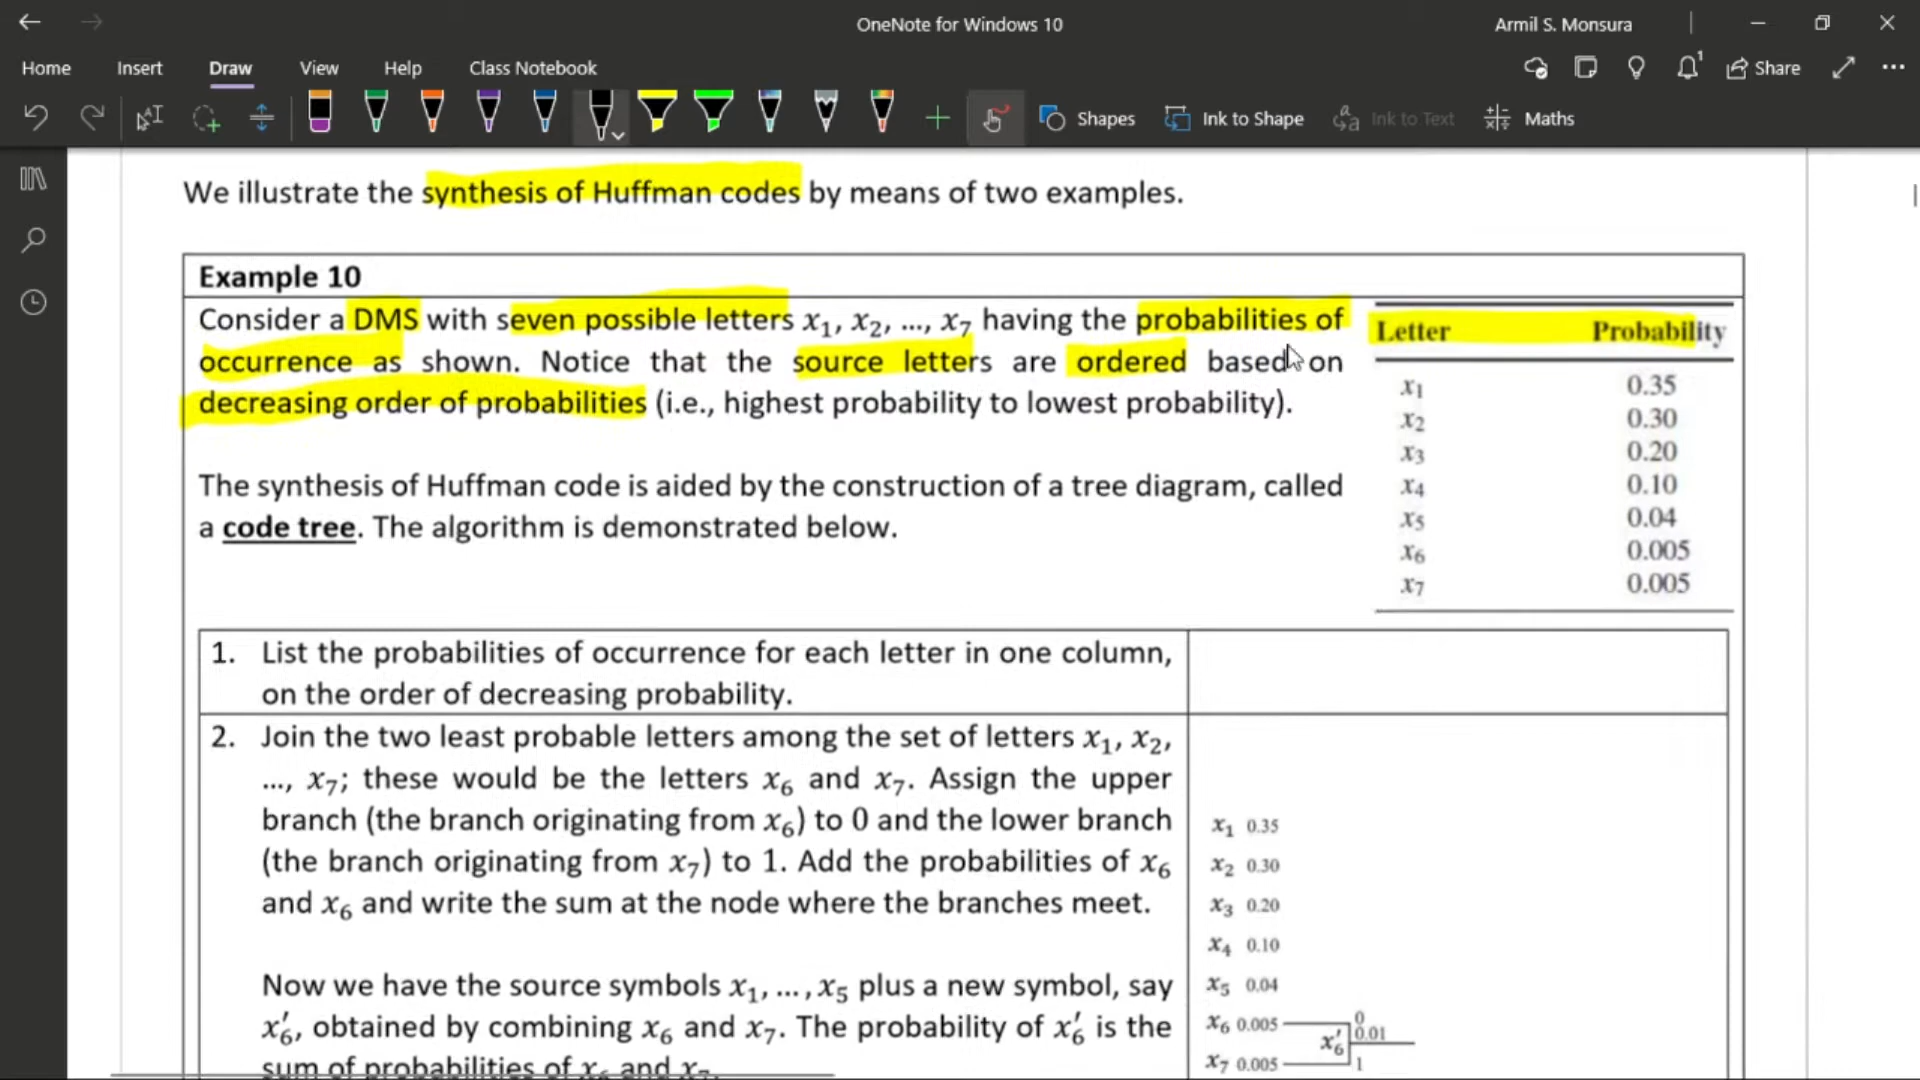 OneNote for Windows 10
Armil S. Monsura
Home Insert Draw View Help Class Notebook
1
Share
Shapes Ink to Shape Ink to Text Maths
We illustrate the synthesis of Huffman codes by means of two examples.
Example 10
Consider a DMS with seven possible letters x₁, x₂, ..., x₇ having the probabilities of
occurrence as shown. Notice that the source letters are ordered based on
decreasing order of probabilities (i.e., highest probability to lowest probability).
The synthesis of Huffman code is aided by the construction of a tree diagram, called
a code tree. The algorithm is demonstrated below.
Letter Probability
x₁ 0.35
x₂ 0.30
x₃ 0.20
x₄ 0.10
x₅ 0.04
x₆ 0.005
x₇ 0.005
1. List the probabilities of occurrence for each letter in one column,
on the order of decreasing probability.
2. Join the two least probable letters among the set of letters x₁, x₂,
..., x₇; these would be the letters x₆ and x₇. Assign the upper
branch (the branch originating from x₆) to 0 and the lower branch
(the branch originating from x₇) to 1. Add the probabilities of x₆
and x₆ and write the sum at the node where the branches meet.
Now we have the source symbols x₁, ..., x₅ plus a new symbol, say
x₆′, obtained by combining x₆ and x₇. The probability of x₆′ is the
sum of probabilities of x₆ and x₇.
x₁ 0.35
x₂ 0.30
x₃ 0.20
x₄ 0.10
x₅ 0.04
x₆ 0.005 0
x₆′ 0.01
x₇ 0.005 1